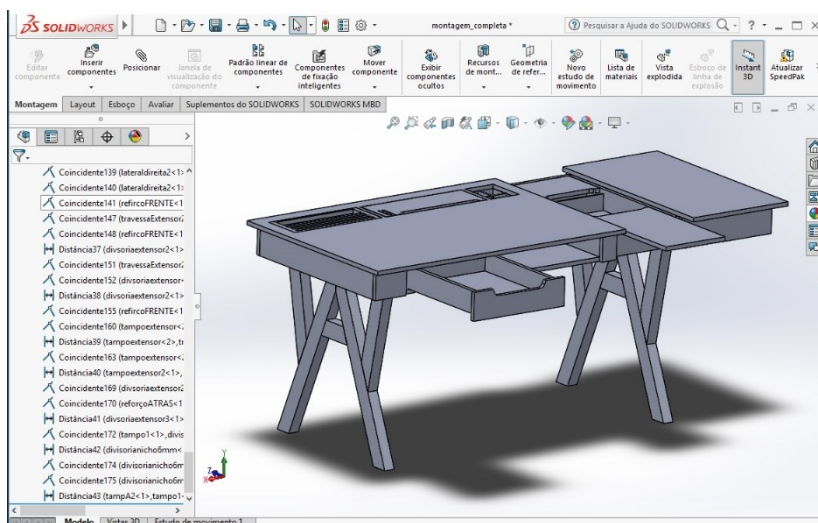 SOLIDWORKS
montagem_completa *
Pesquisar a Ajuda do SOLIDWORKS
Editar componente
Inserir componentes
Posicionar
Janela de visualização do componente
Padrão linear de componentes
Componentes de fixação inteligentes
Mover componente
Exibir componentes ocultos
Recursos de mont...
Geometria de refer...
Novo estudo de movimento
Lista de materiais
Vista explodida
Esboco de linha de explosão
Instant 3D
Atualizar SpeedPak
Montagem Layout Esboço Avaliar Suplementos do SOLIDWORKS SOLIDWORKS MBD
Coincidente139 (lateraldireita2<1>
Coincidente140 (lateraldireita2<1>
Coincidente141 (refircoFRENTE<1
Coincidente147 (travessaExtensor
Coincidente148 (refircoFRENTE<1
Distância37 (divsoriaextensor2<1>
Coincidente151 (travessaExtensor
Coincidente152 (divsoriaextensor
Distância38 (divsoriaextensor2<1>
Coincidente155 (refircoFRENTE<1
Coincidente160 (tampoextensor<
Distância39 (tampoextensor<2>,
Coincidente163 (tampoextensor<
Distância40 (tampoextensor2<1>,
Coincidente169 (divsoriaextensor
Coincidente170 (reforçoATRAS<1
Distância41 (divsoriaextensor3<1>
Coincidente172 (tampo1<1>,divis
Distância42 (divisorianicho6mm<
Coincidente174 (divisorianicho6m
Coincidente175 (divisorianicho6m
Distância43 (tampA2<1>,tampo1
Modelo Vistas 3D Estudo de movimento 1
Y
Z
X